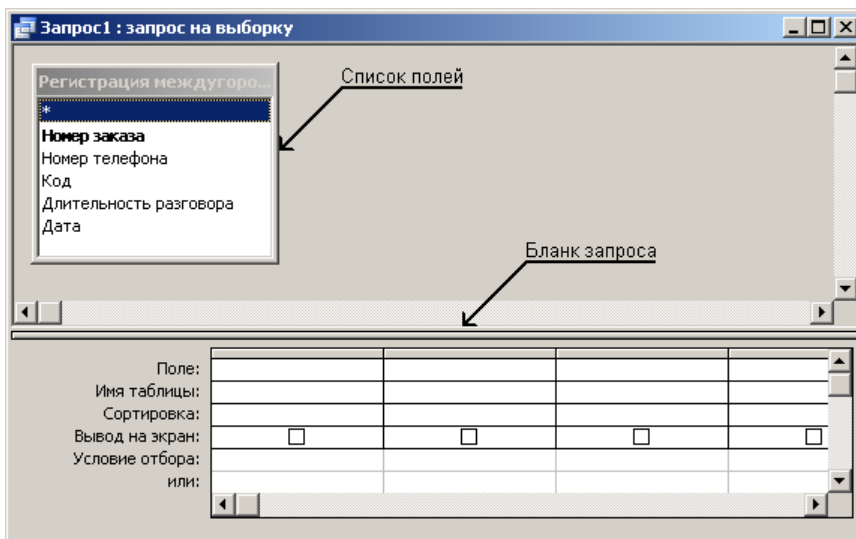 Запрос1 : запрос на выборку
Регистрация междугоро...
Список полей
*
Номер заказа
Номер телефона
Код
Длительность разговора
Дата
Бланк запроса
Поле:
Имя таблицы:
Сортировка:
Вывод на экран:
Условие отбора:
или: